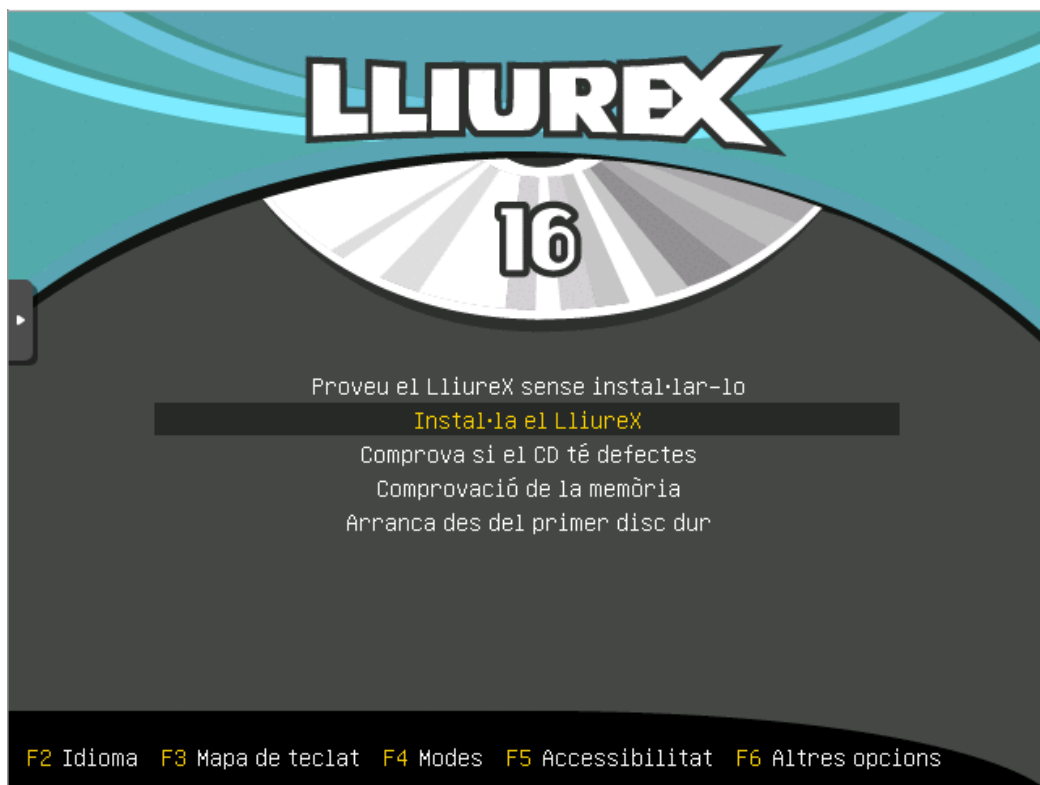 LLIUREX
16
Proveu el LliureX sense instal·lar-lo
Instal·la el LliureX
Comprova si el CD té defectes
Comprovació de la memòria
Arranca des del primer disc dur
F2 Idioma F3 Mapa de teclat F4 Modes F5 Accessibilitat F6 Altres opcions